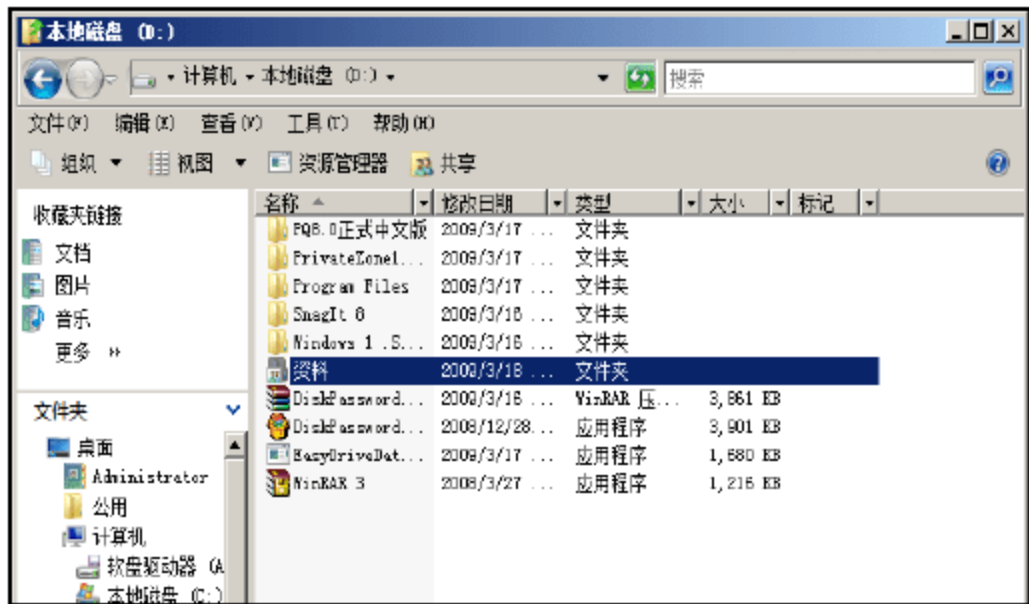 本地磁盘 (D:)
计算机 本地磁盘 (D:) 搜索
文件(F) 编辑(E) 查看(V) 工具(T) 帮助(H)
组织 视图 资源管理器 共享
收藏夹链接
文档
图片
音乐
更多 »
文件夹
桌面
Administrator
公用
计算机
软盘驱动器 (A
本地磁盘 (C:)
名称 修改日期 类型 大小 标记
PQ8.0正式中文版 2009/3/17 ... 文件夹
PrivateZone1... 2009/3/17 ... 文件夹
Program Files 2009/3/17 ... 文件夹
SnagIt 8 2009/3/16 ... 文件夹
Windows 1 .S... 2009/3/16 ... 文件夹
资料 2009/3/18 ... 文件夹
DiskPassword... 2009/3/16 ... WinRAR 压... 3,861 KB
DiskPassword... 2008/12/28... 应用程序 3,901 KB
EasyDriveDat... 2009/3/17 ... 应用程序 1,680 KB
WinRAR 3 2008/3/27 ... 应用程序 1,216 KB